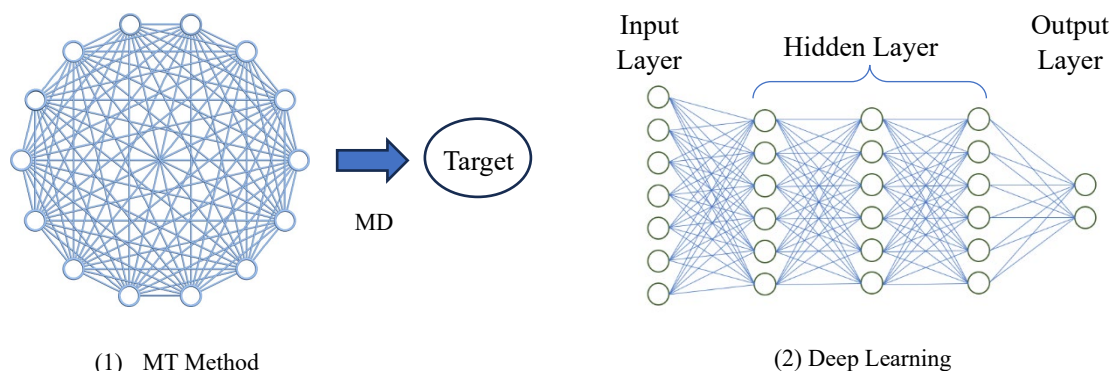 Target
MD
(1) MT Method
Input
Layer
Hidden Layer
Output
Layer
(2) Deep Learning